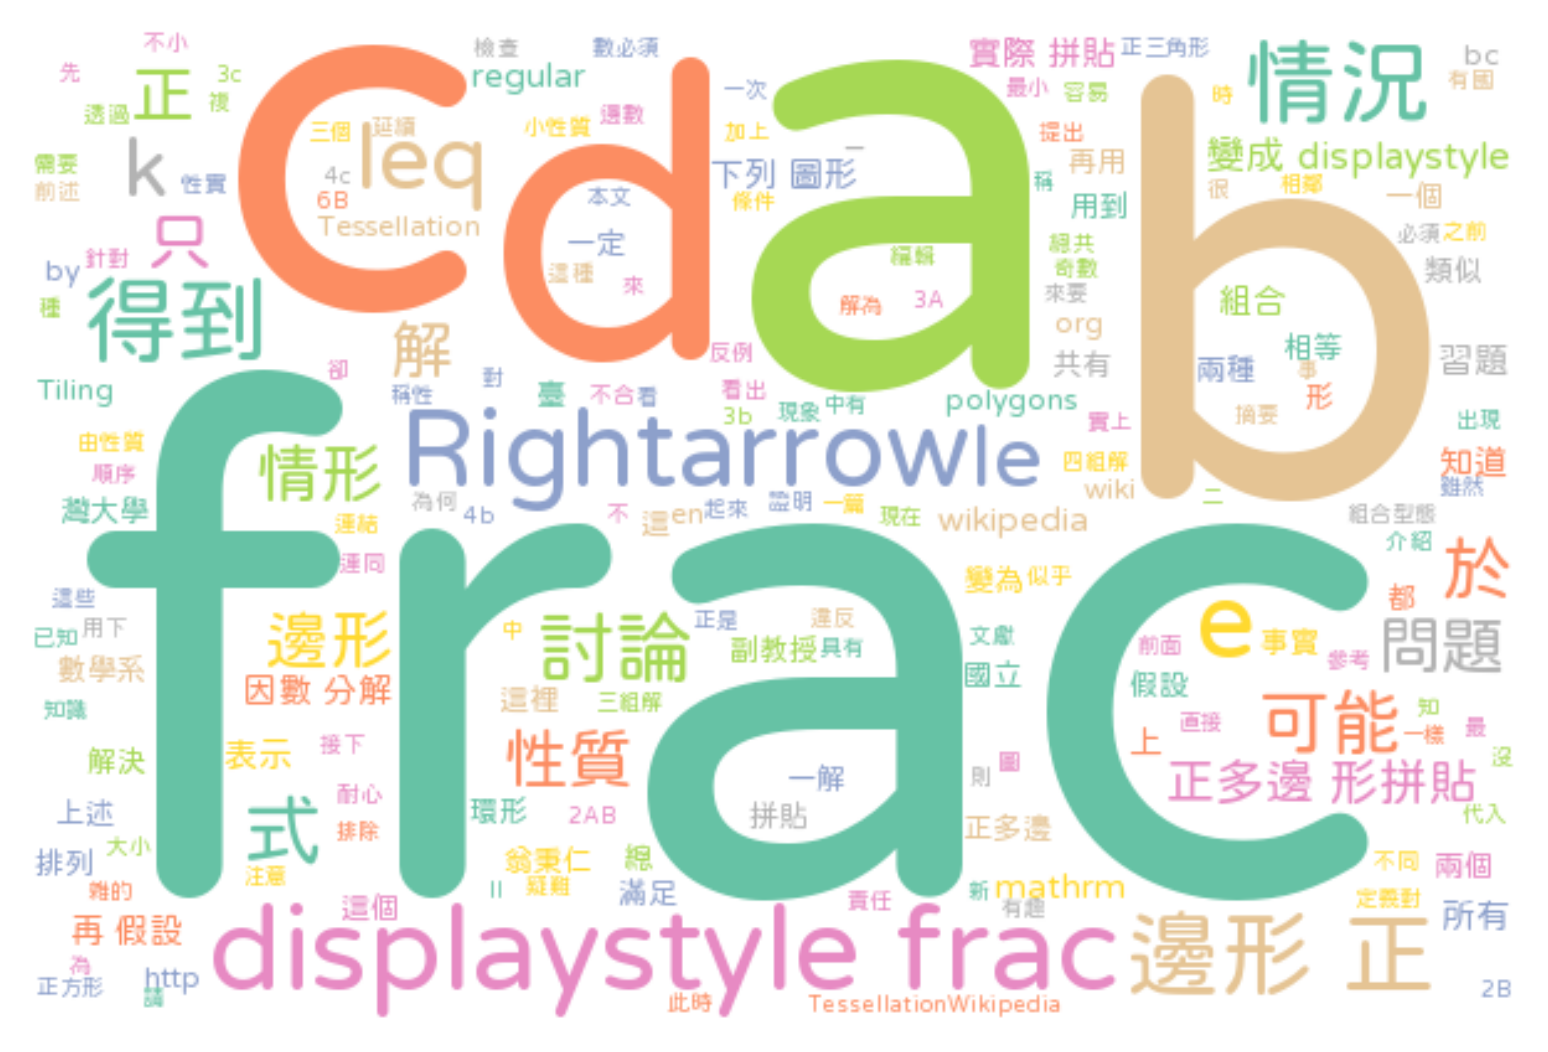 不小
檢查
數必須
實際 拼貼
正三角形
bc
先
正
3c
regular
一次
最小
容易
時
情況
有國
透過
複
三個
延續
小性質
邊數
加上
提出
c
d
a
b
需要
k
性質
4c
leq
下列 圖形
一
再用
變成 displaystyle
前述
6B
本文
條件
稱
用到
很
相鄰
一個
只
Tessellation
一定
編輯
綠共
必須
之前
by
針對
這種
來
奇數
類似
種
得到
解為
3A
來要
組合
解
org
相等
反例
共有
兩種
事
習題
Tiling
卻
稱性
對
臺
不合
看
看出
polygons
形
3b
現象
中有
實上
摘要
出現
由性質
情形
Rightarrow
le
四組解
知道
順序
wiki
雖然
灣大學
為何
4b
不
這
en
起來
證明
一篇
現在
wikipedia
二
組合型態
連結
介紹
frac
連同
變為
似乎
於
這些
都
已知
用下
邊形
中
討論
正是
違反
文獻
前面
e
事實
問題
數學系
副教授
具有
參考
因數 分解
這裡
三組解
國立
假設
知識
可能
知
性質
上
直接
一樣
最
解決
表示
接下
一解
則
圖
正多邊 形拼貼
沒
耐心
上述
式
環形
2AB
拼貼
正多邊
代入
大小
排除
排列
注意
翁秉仁
總
不同
兩個
雜的
II
疑難
滿足
責任
新
mathrm
定義對
再 假設
這個
displaystyle frac
有趣
邊形 正
所有
為
正方形
http
請
此時
TessellationWikipedia
2B